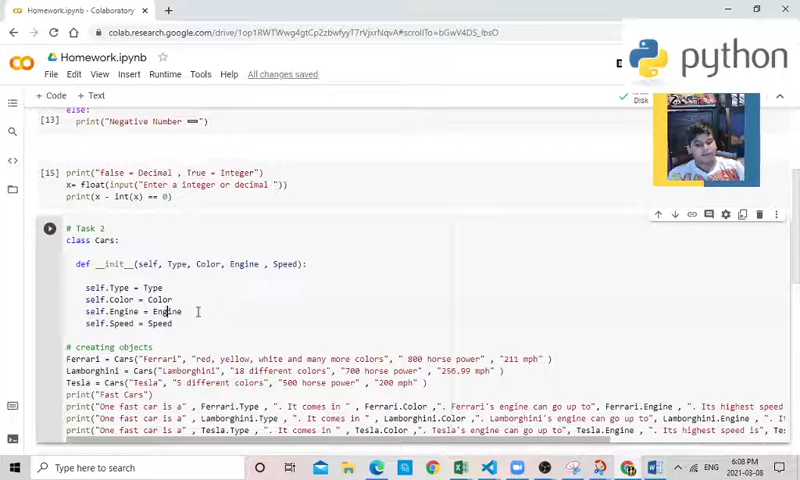 Homework.ipynb - Colaboratory
colab.research.google.com/drive/1op1RWTWwg4gtCp2zbwfyyT7rVjxrNqvA#scrollTo=bGwV4DS_IbsO
python
Homework.ipynb
File Edit View Insert Runtime Tools Help All changes saved
+ Code + Text
Disk
else:
[13] print("Negative Number ")
[15] print("false = Decimal , True = Integer")
x= float(input("Enter a integer or decimal "))
print(x - int(x) == 0)
# Task 2
class Cars:
def __init__(self, Type, Color, Engine , Speed):
self.Type = Type
self.Color = Color
self.Engine = Engine
self.Speed = Speed
# creating objects
Ferrari = Cars("Ferrari", "red, yellow, white and many more colors", " 800 horse power" , "211 mph" )
Lamborghini = Cars("Lamborghini", "18 different colors", "700 horse power" , "256.99 mph" )
Tesla = Cars("Tesla", "5 different colors", "500 horse power" , "200 mph" )
print("Fast Cars")
print("One fast car is a" , Ferrari.Type , ". It comes in " , Ferrari.Color ,". Ferrari's engine can go up to", Ferrari.Engine , ". Its highest speed
print("One fast car is a" , Lamborghini.Type , ". It comes in " , Lamborghini.Color ,". Lamborghini's engine can go up to", Lamborghini.Engine , ". It
print("One fast car is a" , Tesla.Type , ". It comes in " , Tesla.Color ,". Tesla's engine can go up to", Tesla.Engine , ". Its highest speed is", Tes
Type here to search
ENG
6:08 PM
2021-03-08